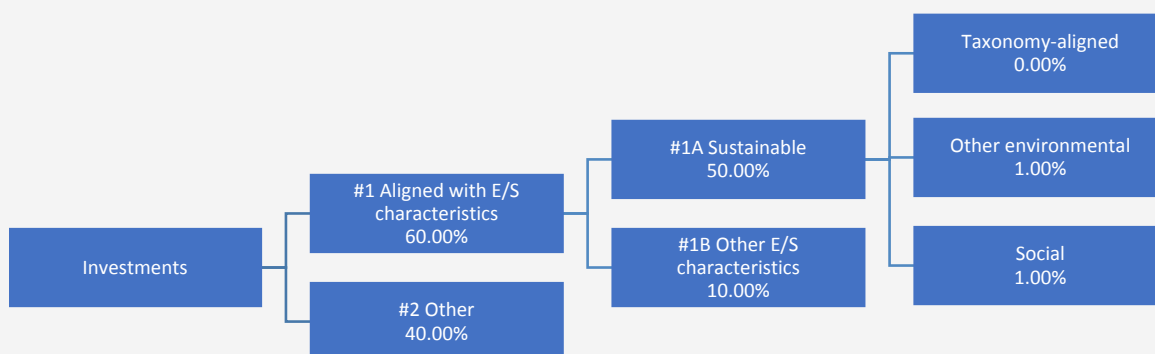 Investments
#1 Aligned with E/S
characteristics
60.00%
#2 Other
40.00%
#1A Sustainable
50.00%
#1B Other E/S
characteristics
10.00%
Taxonomy-aligned
0.00%
Other environmental
1.00%
Social
1.00%